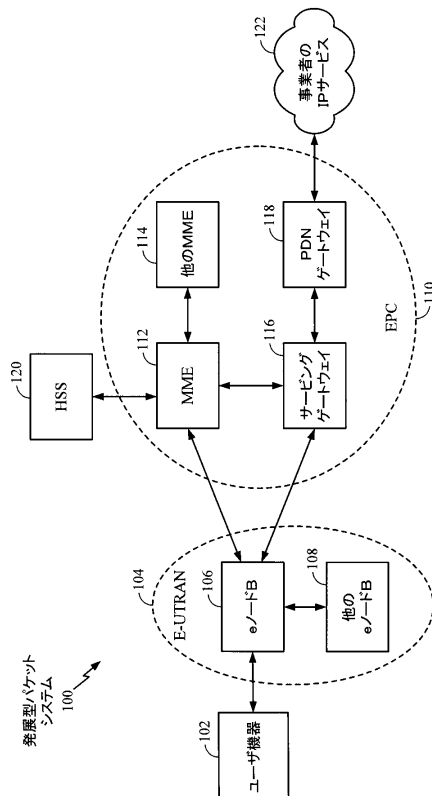 発展型パケット
システム
100
104
E-UTRAN
102
ユーザ機器
106
eノードB
108
他の
eノードB
120
HSS
112
MME
114
他のMME
116
サービング
ゲートウェイ
118
PDN
ゲートウェイ
EPC
110
122
事業者の
IPサービス